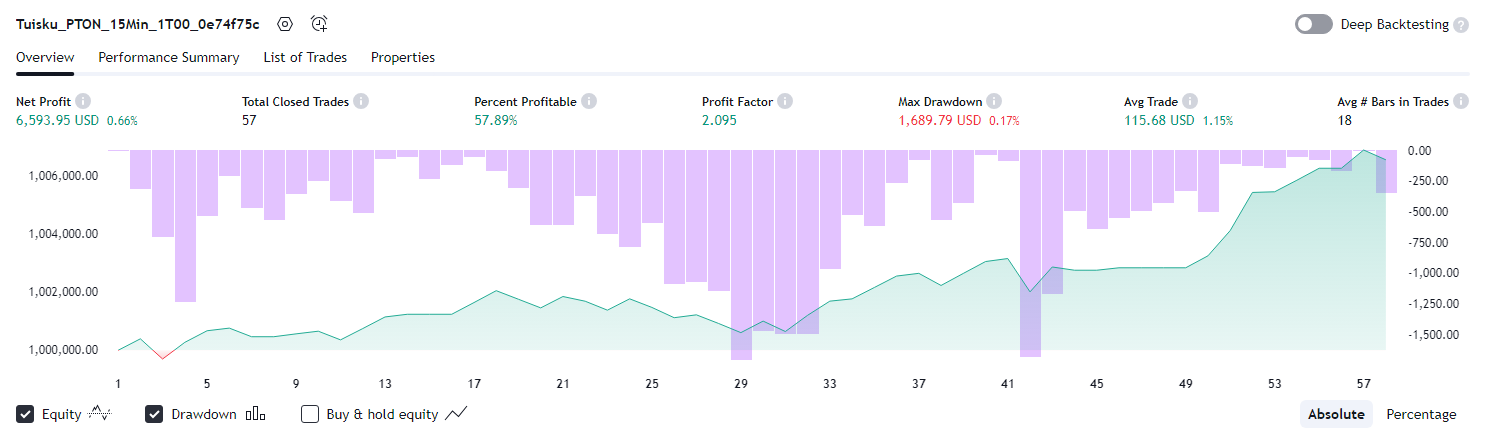 Tuisku_PTON_15Min_1T00_0e74f75c
Deep Backtesting ?
Overview Performance Summary List of Trades Properties
Net Profit i Total Closed Trades i Percent Profitable i Profit Factor i Max Drawdown i Avg Trade i Avg # Bars in Trades i
6,593.95 USD 0.66% 57 57.89% 2.095 1,689.79 USD 0.17% 115.68 USD 1.15% 18
0.00
1,006,000.00 -250.00
-500.00
1,004,000.00 -750.00
-1,000.00
1,002,000.00 -1,250.00
-1,500.00
1,000,000.00
1 5 9 13 17 21 25 29 33 37 41 45 49 53 57
Equity Drawdown Buy & hold equity Absolute Percentage